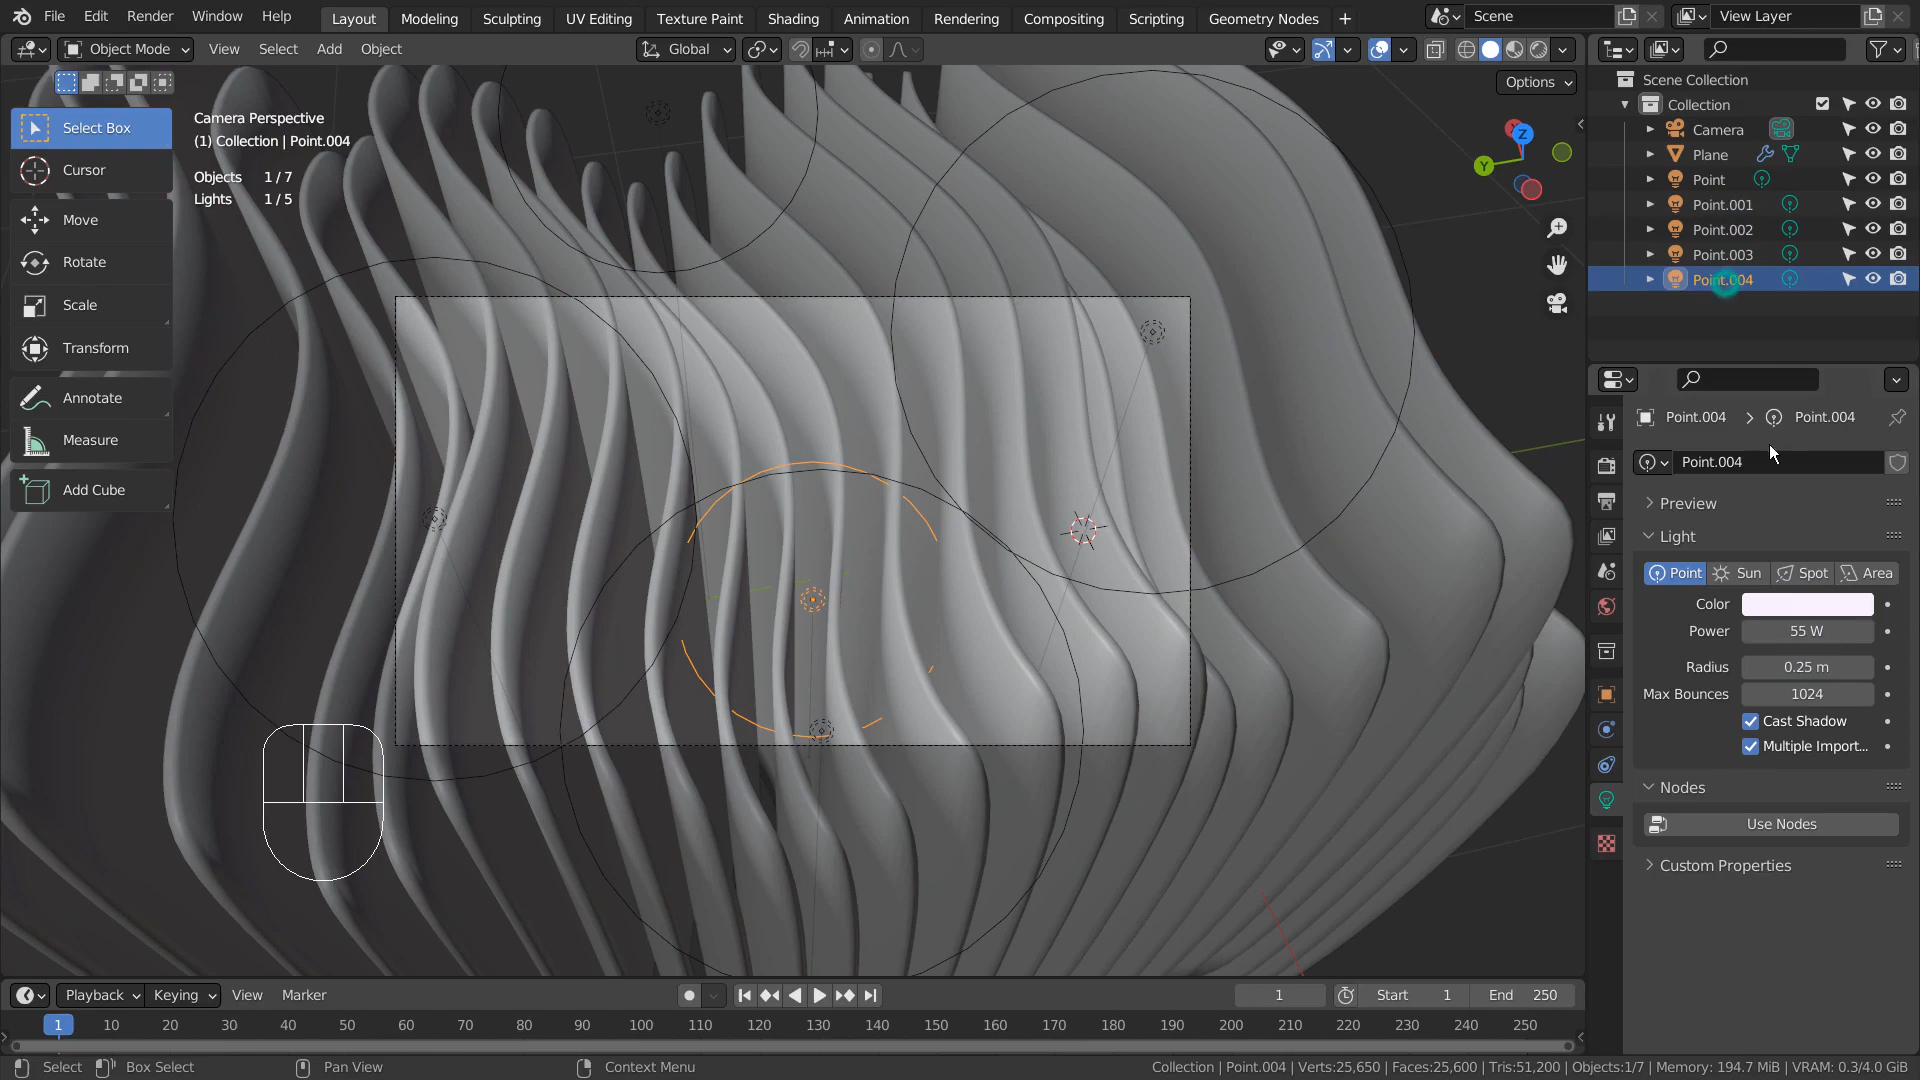 File Edit Render Window Help Layout Modeling Sculpting UV Editing Texture Paint Shading Animation Rendering Compositing Scripting Geometry Nodes + Scene View Layer
Object Mode View Select Add Object Global
Options
Select Box
Cursor
Move
Rotate
Scale
Transform
Annotate
Measure
Add Cube
Camera Perspective
(1) Collection | Point.004
Objects 1 / 7
Lights 1 / 5
Z
Y
Scene Collection
Collection
Camera
Plane
Point
Point.001
Point.002
Point.003
Point.004
Point.004 > Point.004
Point.004
Preview
Light
Point Sun Spot Area
Color
Power 55 W
Radius 0.25 m
Max Bounces 1024
Cast Shadow
Multiple Import...
Nodes
Use Nodes
Custom Properties
Playback Keying View Marker 1 Start 1 End 250
1 10 20 30 40 50 60 70 80 90 100 110 120 130 140 150 160 170 180 190 200 210 220 230 240 250
Select Box Select Pan View Context Menu Collection | Point.004 | Verts:25,650 | Faces:25,600 | Tris:51,200 | Objects:1/7 | Memory: 194.7 MiB | VRAM: 0.3/4.0 GiB